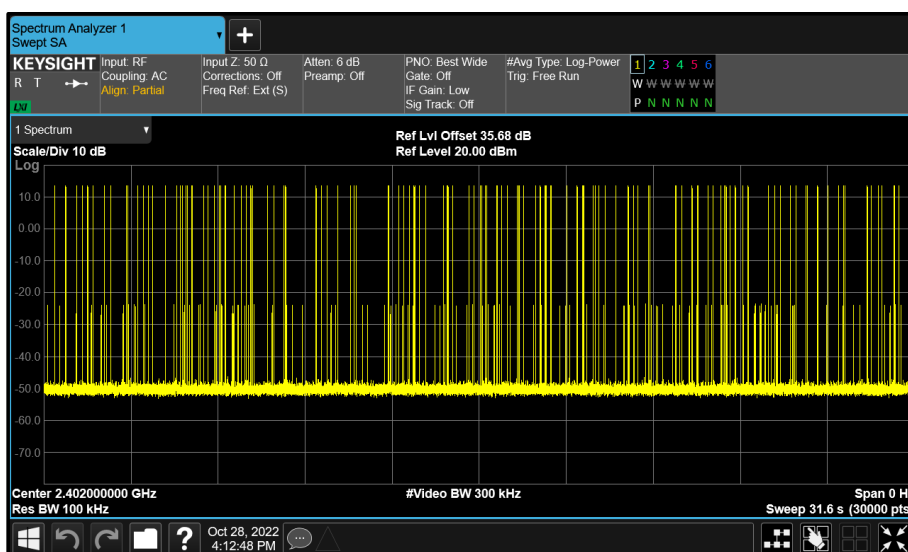 Spectrum Analyzer 1
Swept SA
KEYSIGHT
R T
LXI
Input: RF
Coupling: AC
Align: Partial
Input Z: 50 Ω
Corrections: Off
Freq Ref: Ext (S)
Atten: 6 dB
Preamp: Off
PNO: Best Wide
Gate: Off
IF Gain: Low
Sig Track: Off
#Avg Type: Log-Power
Trig: Free Run
1 2 3 4 5 6
W W W W W W
P N N N N N
1 Spectrum
Scale/Div 10 dB
Ref Lvl Offset 35.68 dB
Ref Level 20.00 dBm
Log
10.0
0.00
-10.0
-20.0
-30.0
-40.0
-50.0
-60.0
-70.0
Center 2.402000000 GHz
#Video BW 300 kHz
Span 0 H
Res BW 100 kHz
Sweep 31.6 s (30000 pts
Oct 28, 2022
4:12:48 PM